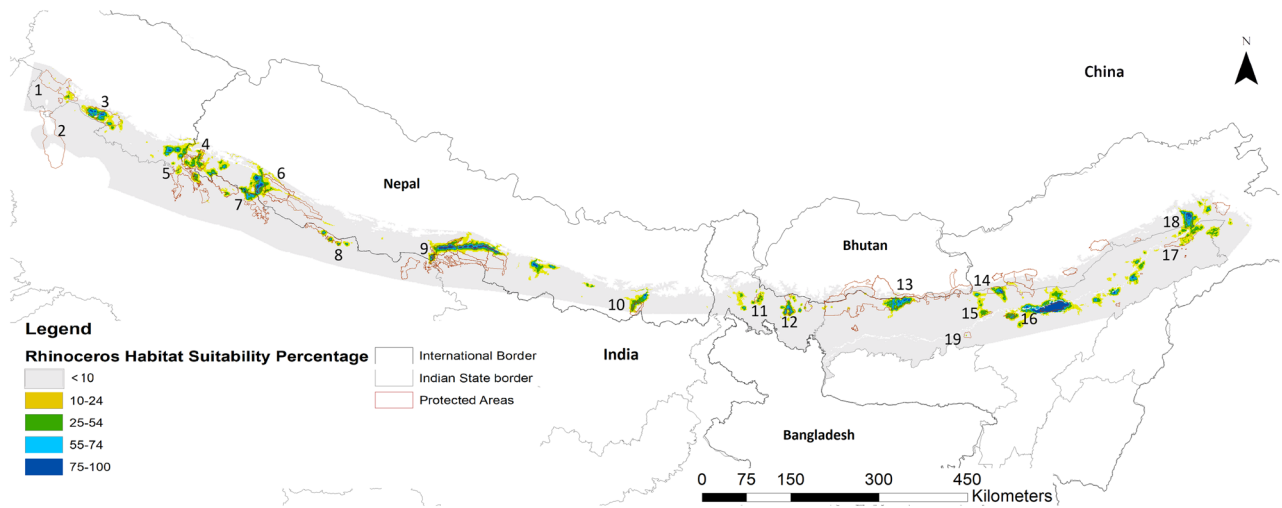 N
China
1
2
3
4
5
6
7
Nepal
8
9
10
11
12
Bhutan
13
14
15
16
17
18
19
India
Bangladesh
Legend
Rhinoceros Habitat Suitability Percentage
< 10
10-24
25-54
55-74
75-100
International Border
Indian State border
Protected Areas
0 75 150 300 450
Kilometers